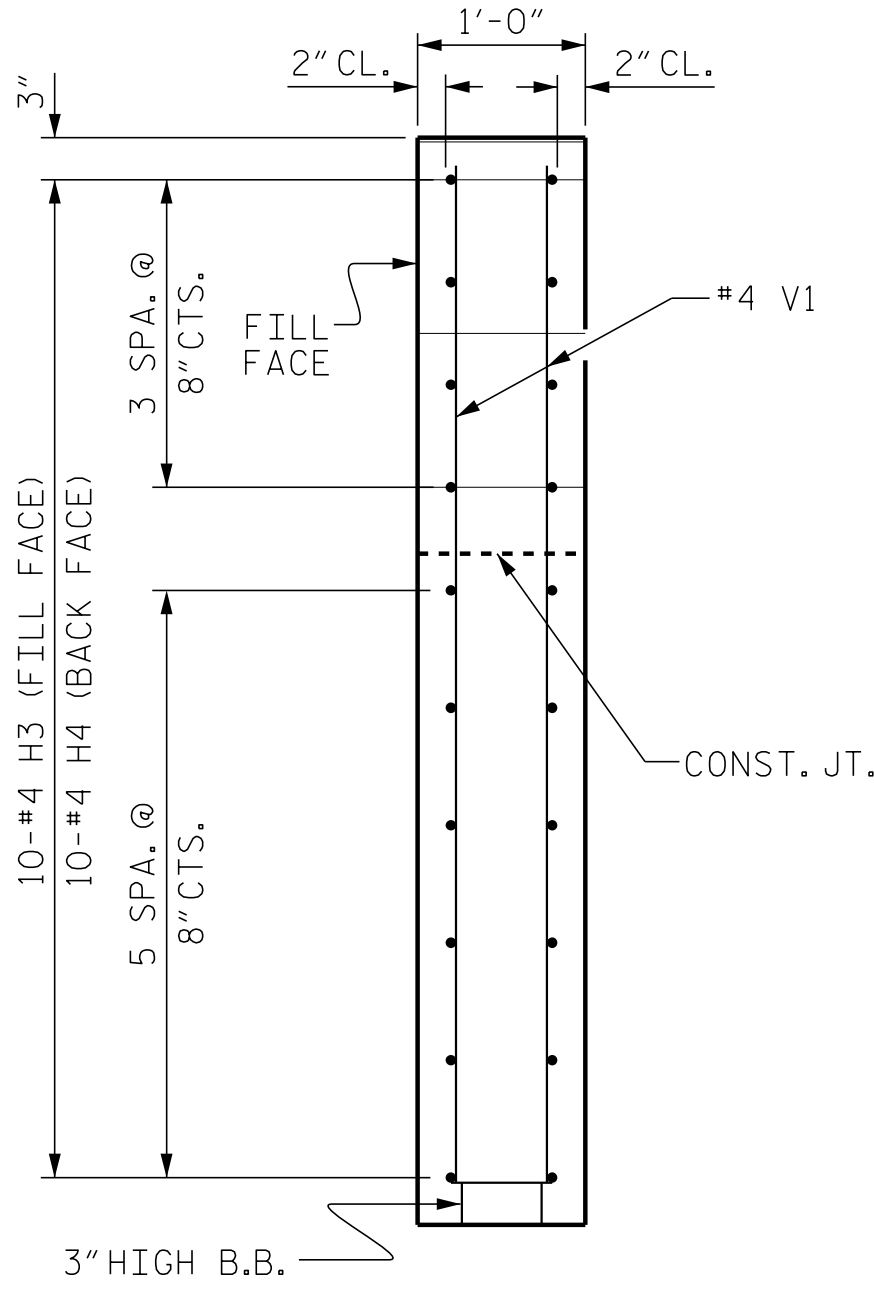 1'-0"
2" CL.
2" CL.
3"
3 SPA. @
8" CTS.
FILL
FACE
#4 V1
10-#4 H3 (FILL FACE)
10-#4 H4 (BACK FACE)
CONST. JT.
5 SPA. @
8" CTS.
3" HIGH B.B.